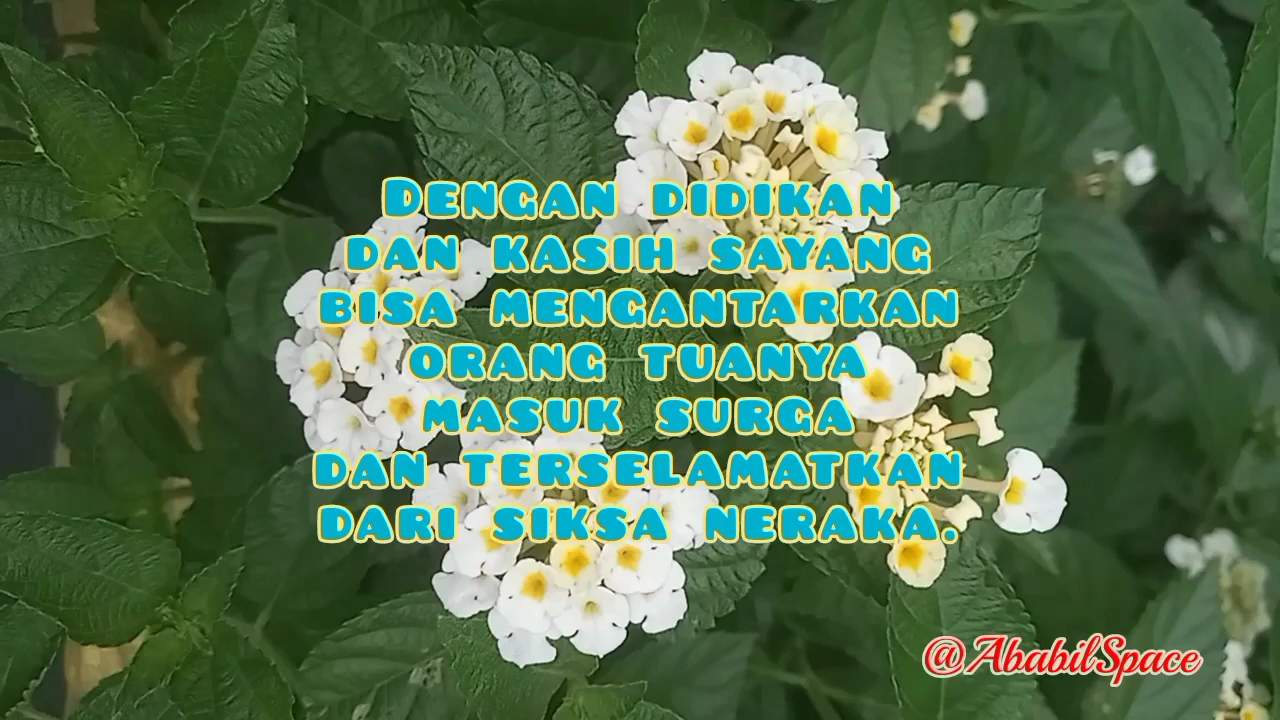 Dengan didikan
dan kasih sayang
bisa mengantarkan
orang tuanya
masuk surga
dan terselamatkan
dari siksa neraka.
@AbabilSpace